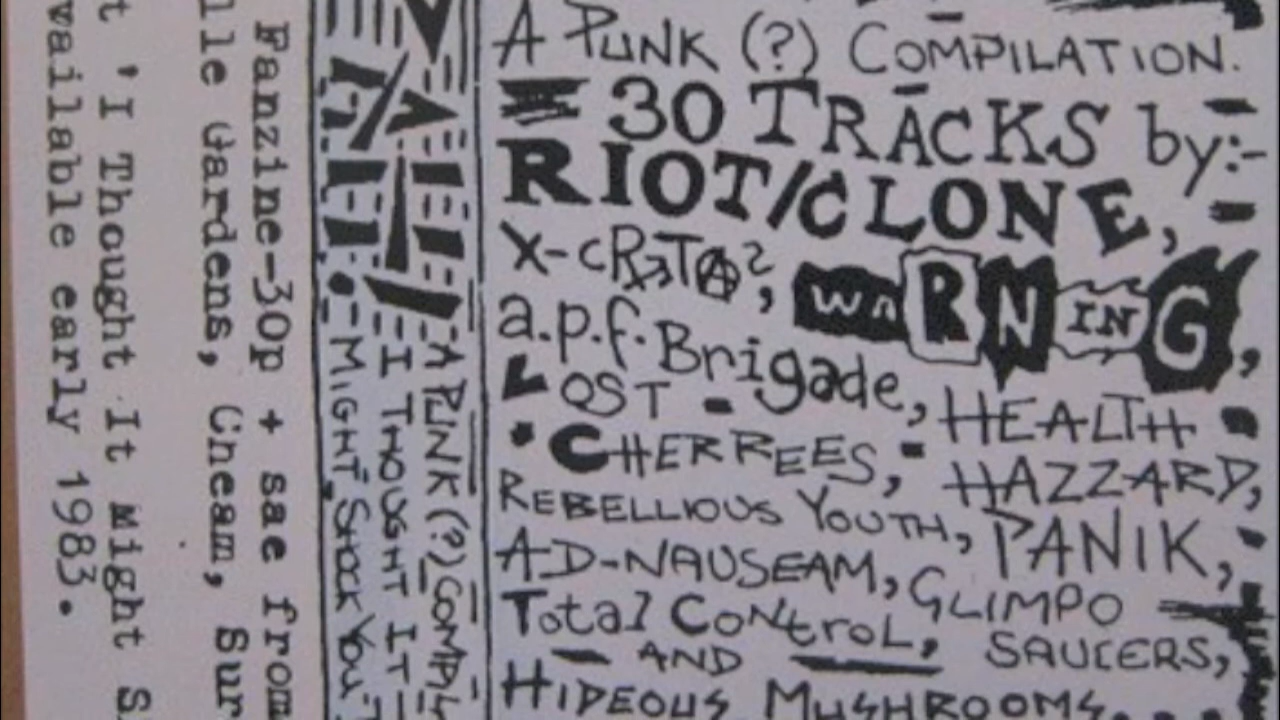 A PUNK (?) COMPILATION.
30 TRACKS by:-
RIOT/CLONE,
X-CRETA?, WARNING,
a.p.f. Brigade,
LOST CHERREES, HEALTH HAZZARD,
REBELLIOUS YOUTH, PANIK,
AD-NAUSEAM, GLIMPO SAUCERS,
Total CoNtroL,
AND
HIDEOUS MUSHROOMS.
A PUNK (?) COMPIL
I THOUGHT IT
MIGHT SHOCK YOU
Fanzine-30p + sae from
lle Gardens, Cheam, Sur
t 'I Thought It Might S
vailable early 1983.